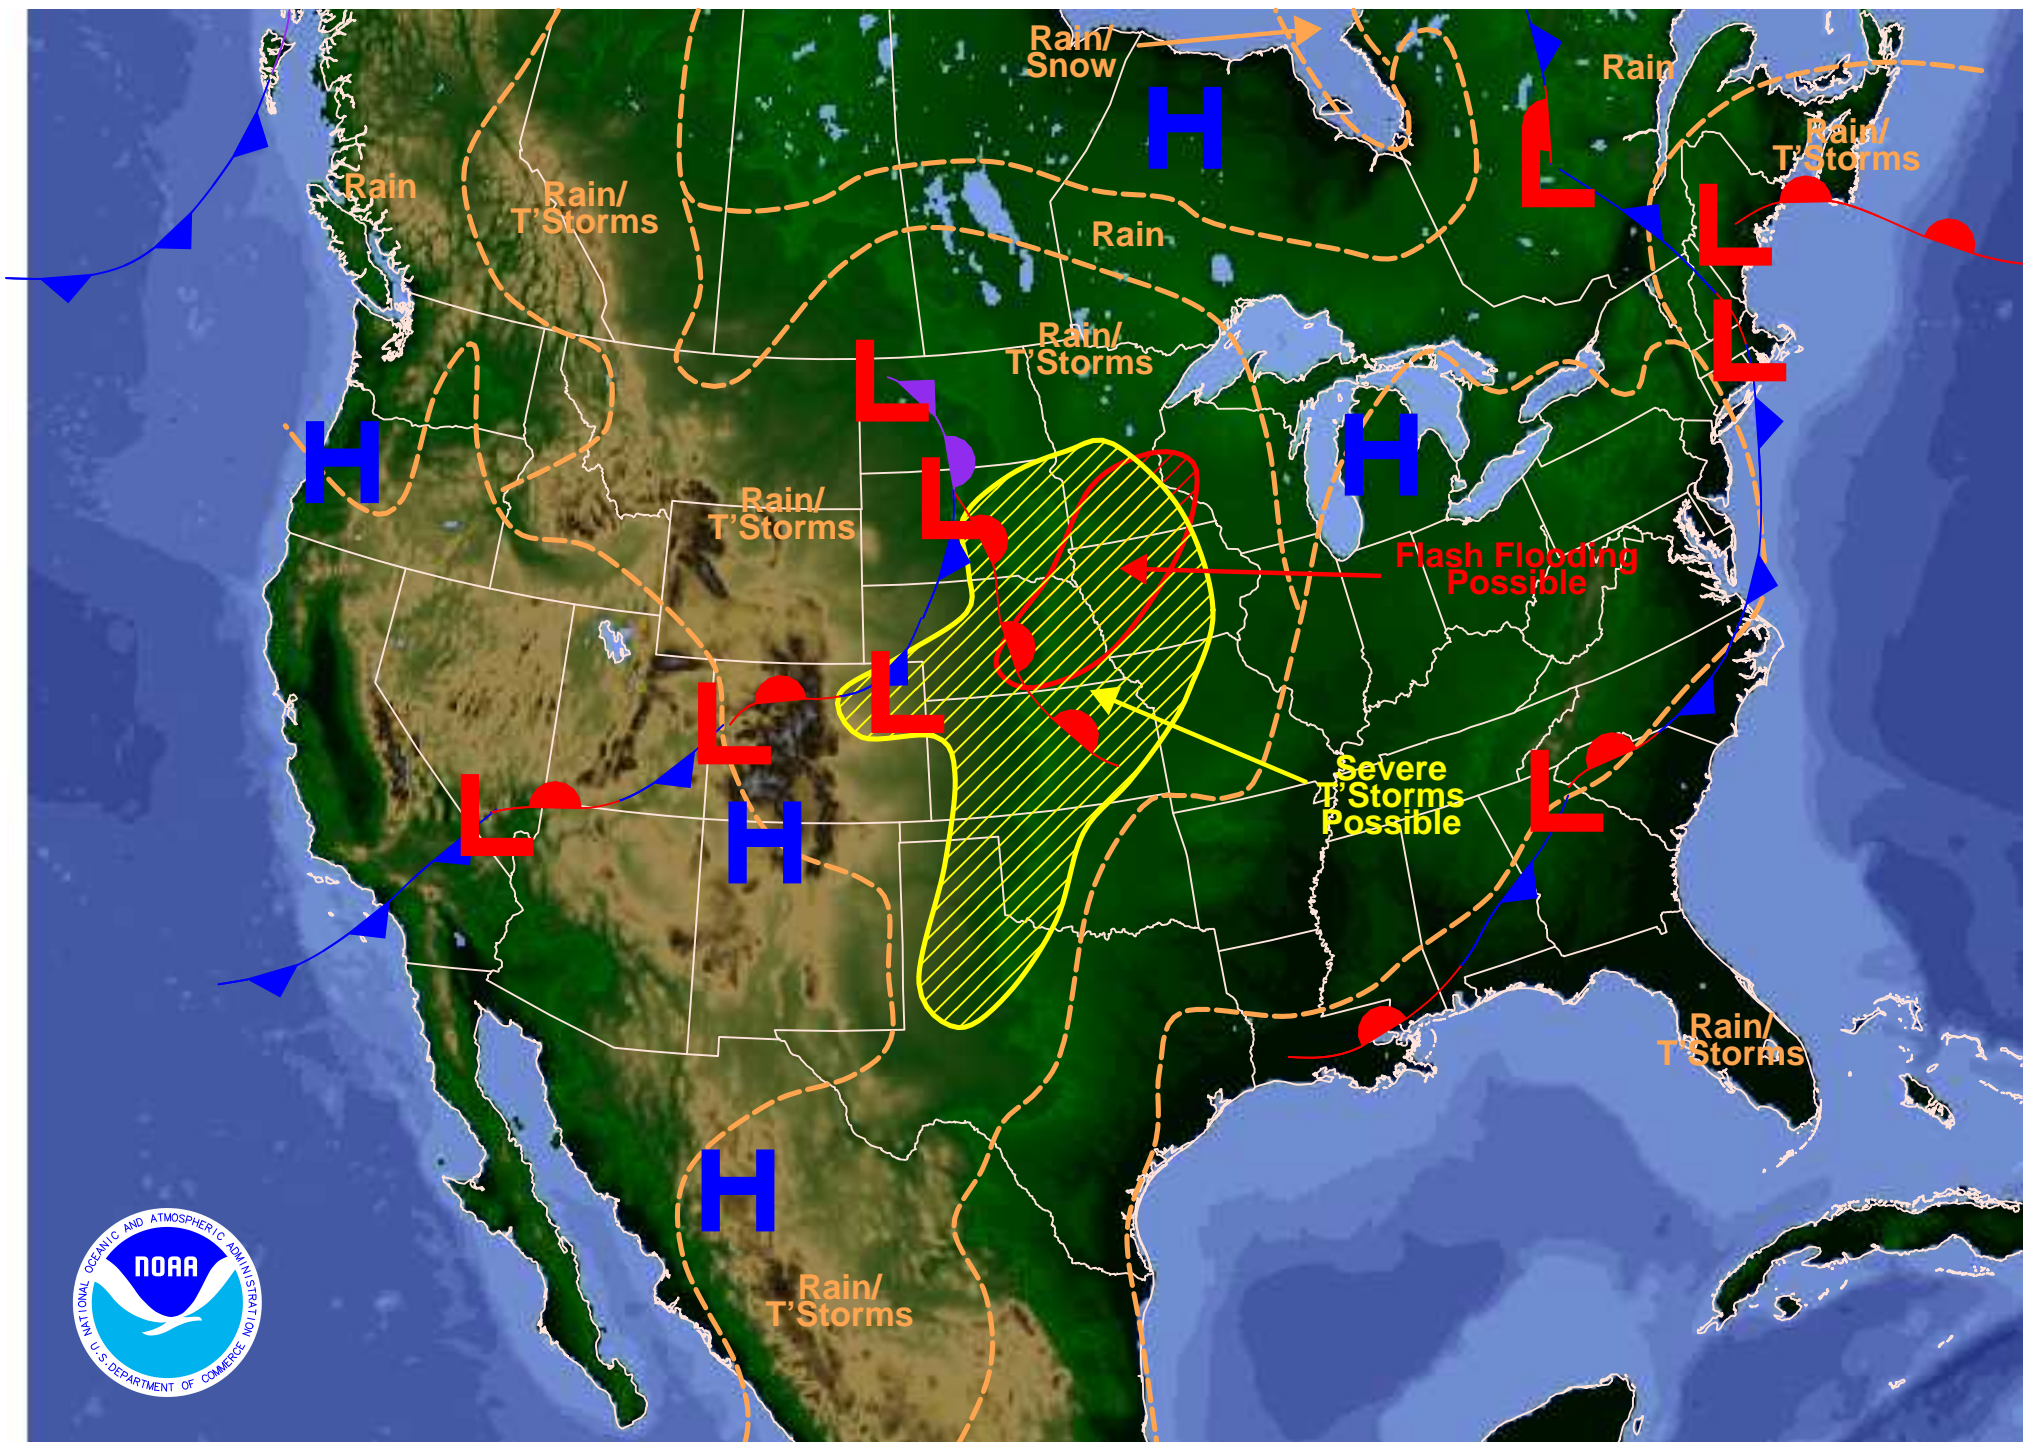 Rain/
Snow
Rain
H
Rain/
T'Storms
Rain
Rain/
T'Storms
L
L
Rain
Rain/
T'Storms
L
L
H
H
L
Rain/
T'Storms
Flash Flooding
Possible
L
L
L
Severe
T'Storms
Possible
L
L
H
Rain/
T'Storms
H
Rain/
T'Storms
NATIONAL OCEANIC AND ATMOSPHERIC ADMINISTRATION
NOAA
U.S. DEPARTMENT OF COMMERCE